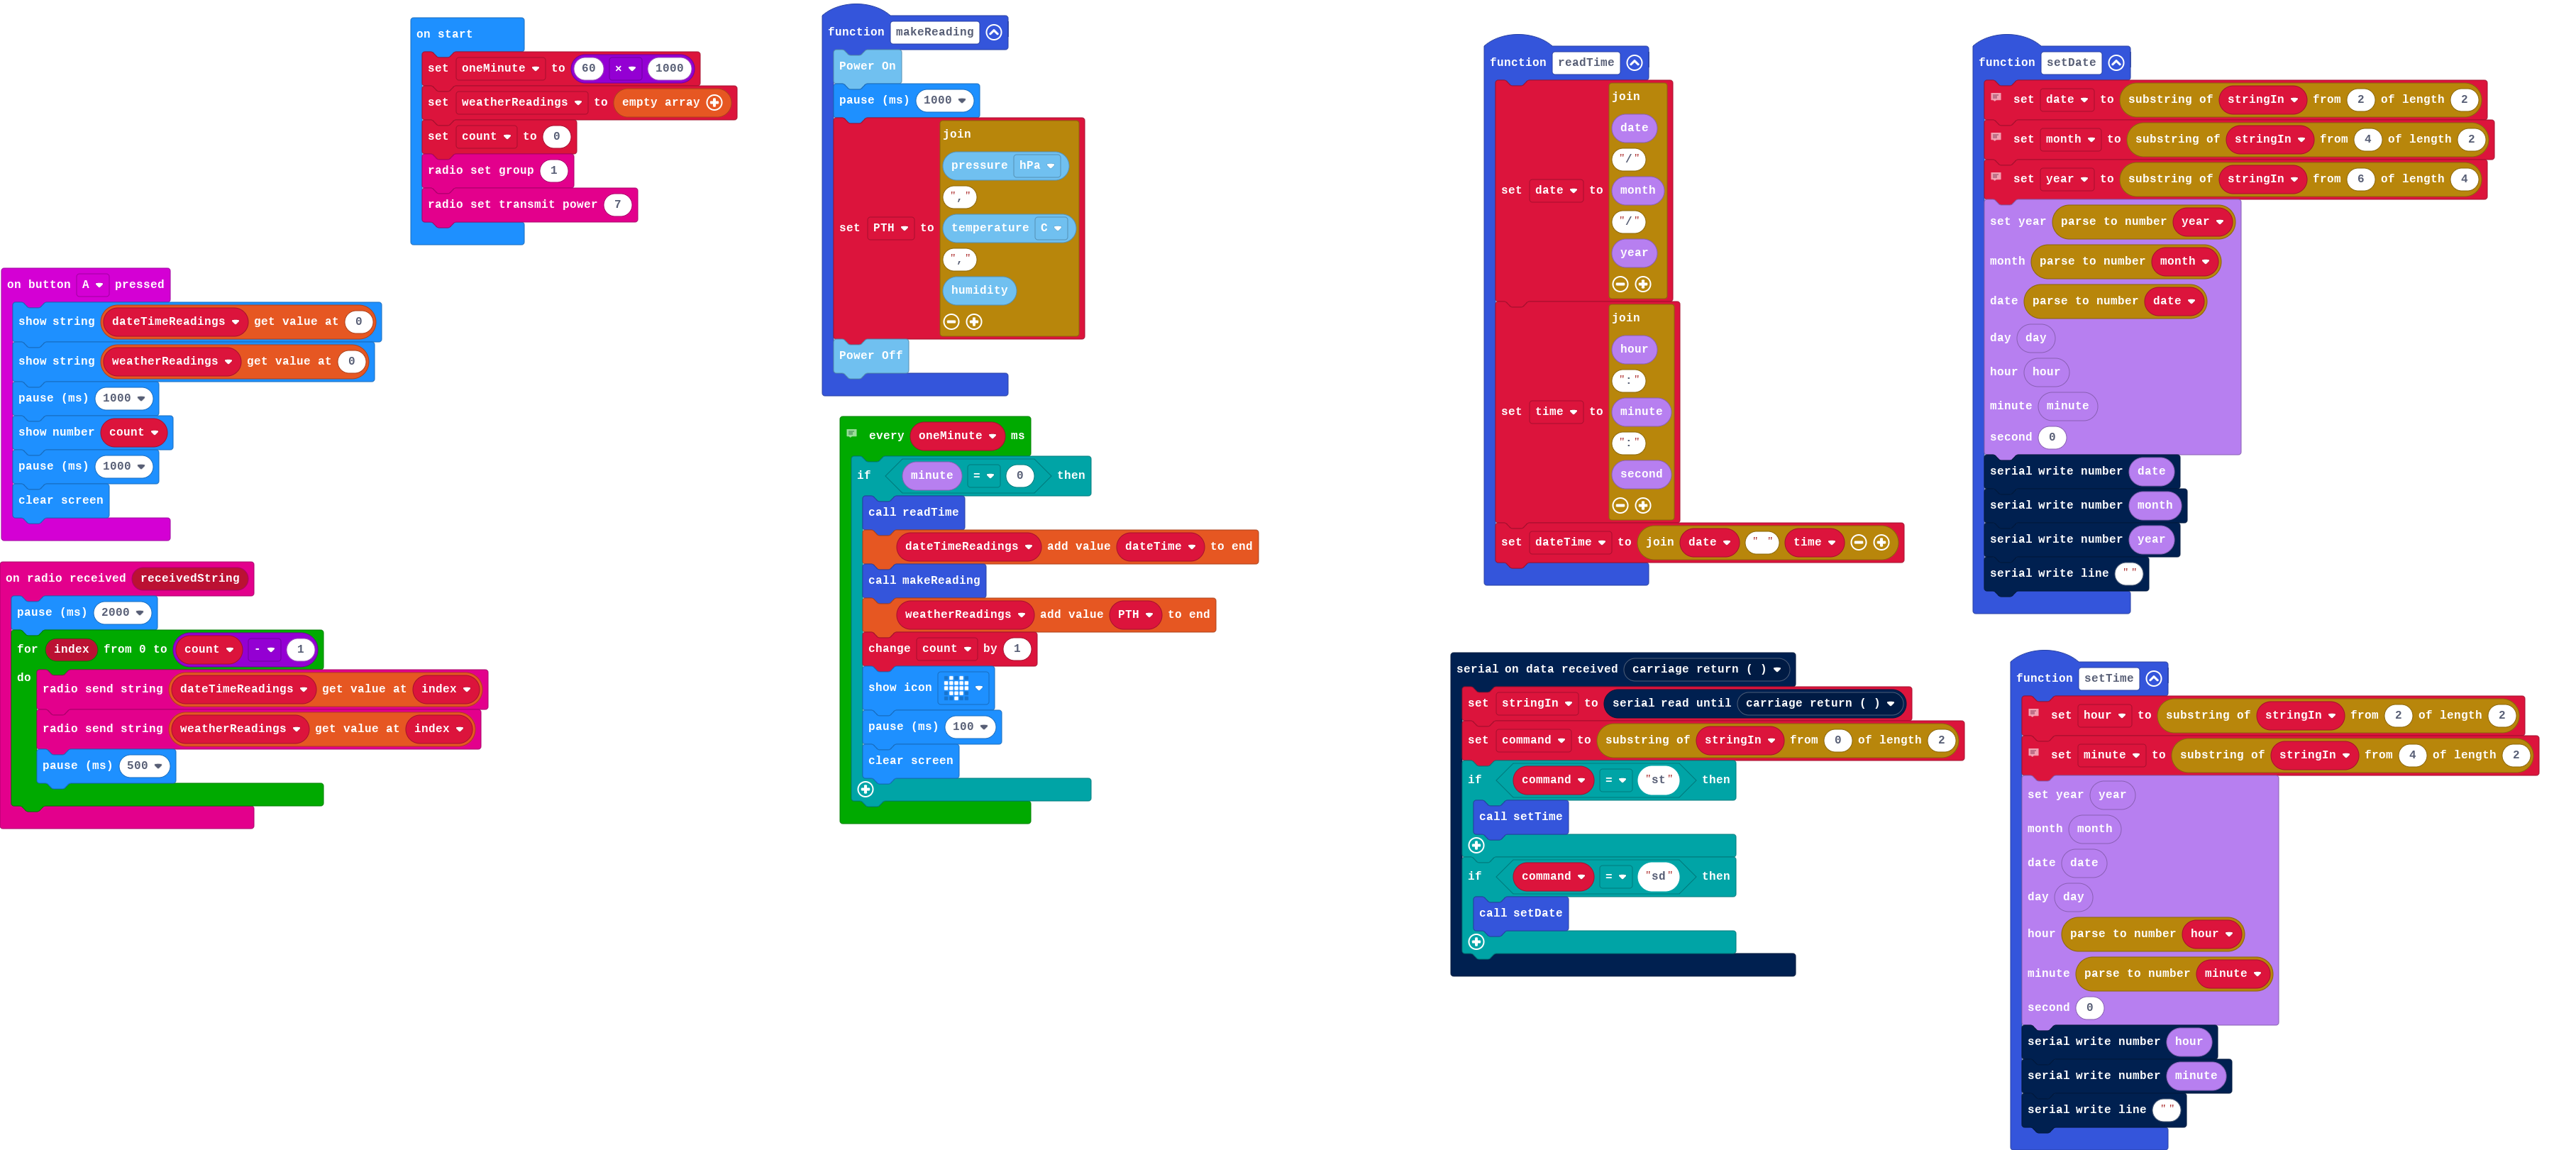 on start
set oneMinute to 60 × 1000
set weatherReadings to empty array
set count to 0
radio set group 1
radio set transmit power 7
on button A pressed
show string dateTimeReadings get value at 0
show string weatherReadings get value at 0
pause (ms) 1000
show number count
pause (ms) 1000
clear screen
on radio received receivedString
pause (ms) 2000
for index from 0 to count - 1
do
radio send string dateTimeReadings get value at index
radio send string weatherReadings get value at index
pause (ms) 500
function makeReading
Power On
pause (ms) 1000
set PTH to join
pressure hPa
","
temperature C
","
humidity
Power Off
every oneMinute ms
if minute = 0 then
call readTime
dateTimeReadings add value dateTime to end
call makeReading
weatherReadings add value PTH to end
change count by 1
show icon
pause (ms) 100
clear screen
function readTime
set date to join
date
"/"
month
"/"
year
set time to join
hour
":"
minute
":"
second
set dateTime to join date " " time
serial on data received carriage return ( )
set stringIn to serial read until carriage return ( )
set command to substring of stringIn from 0 of length 2
if command = "st" then
call setTime
if command = "sd" then
call setDate
function setDate
set date to substring of stringIn from 2 of length 2
set month to substring of stringIn from 4 of length 2
set year to substring of stringIn from 6 of length 4
set year parse to number year
month parse to number month
date parse to number date
day day
hour hour
minute minute
second 0
serial write number date
serial write number month
serial write number year
serial write line ""
function setTime
set hour to substring of stringIn from 2 of length 2
set minute to substring of stringIn from 4 of length 2
set year year
month month
date date
day day
hour parse to number hour
minute parse to number minute
second 0
serial write number hour
serial write number minute
serial write line ""